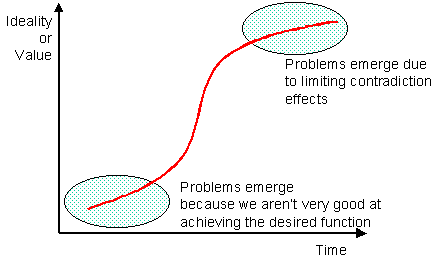 Ideality
or
Value
Problems emerge due
to limiting contradiction
effects
Problems emerge
because we aren't very good at
achieving the desired function
Time